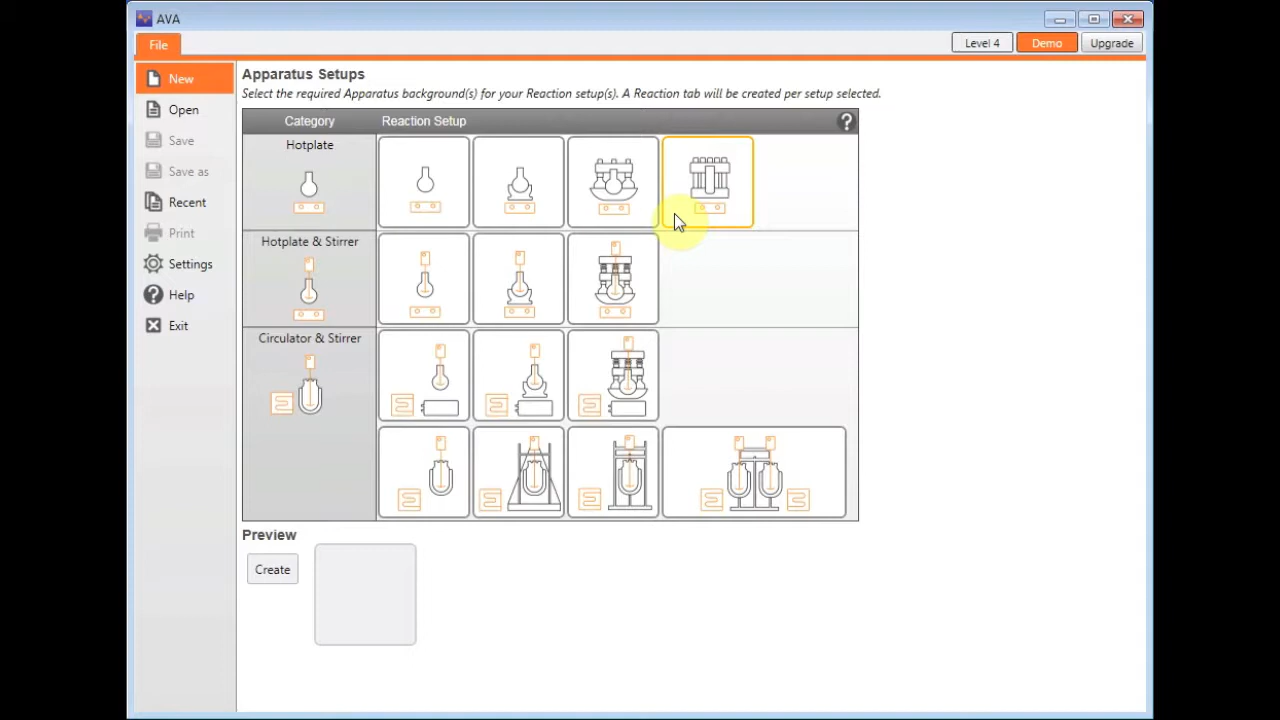 AVA
File
Level 4
Demo
Upgrade
New
Open
Save
Save as
Recent
Print
Settings
Help
Exit
Apparatus Setups
Select the required Apparatus background(s) for your Reaction setup(s). A Reaction tab will be created per setup selected.
Category
Reaction Setup
?
Hotplate
Hotplate & Stirrer
Circulator & Stirrer
Preview
Create